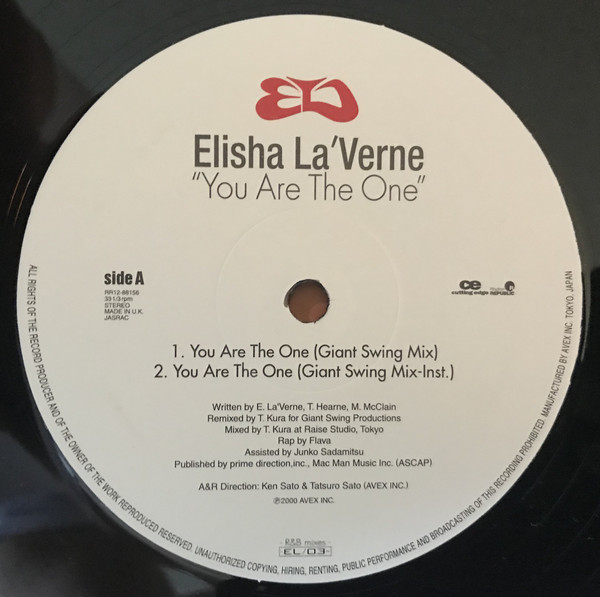 Elisha La'Verne
"You Are The One"
side A
RR12-88156
33 1/3 rpm
STEREO
MADE IN U.K.
JASRAC
ce
cutting edge
REPUBLIC
1. You Are The One (Giant Swing Mix)
2. You Are The One (Giant Swing Mix-Inst.)
Written by E. La'Verne, T. Hearne, M. McClain
Remixed by T. Kura for Giant Swing Productions
Mixed by T. Kura at Raise Studio, Tokyo
Rap by Flava
Assisted by Junko Sadamitsu
Published by prime direction,inc., Mac Man Music Inc. (ASCAP)
A&R Direction: Ken Sato & Tatsuro Sato (AVEX INC.)
℗2000 AVEX INC.
R&B mixes
EL/03
ALL RIGHTS OF THE RECORD PRODUCER AND OF THE OWNER OF THE WORK REPRODUCED RESERVED. UNAUTHORIZED COPYING, HIRING, RENTING, PUBLIC PERFORMANCE AND BROADCASTING OF THIS RECORDING PROHIBITED. MANUFACTURED BY AVEX INC. TOKYO, JAPAN